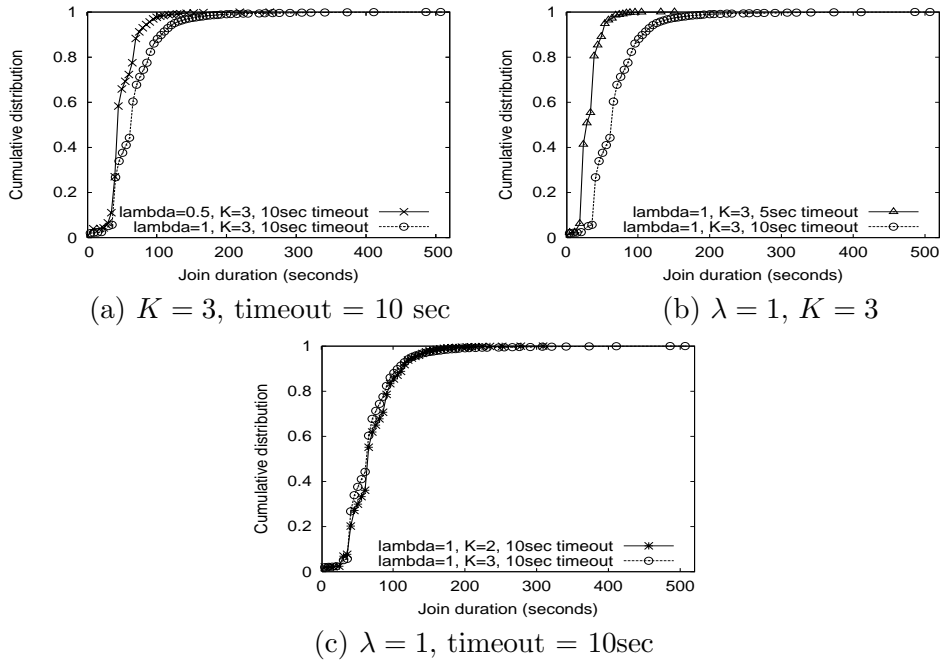 1
0.8
0.6
0.4
0.2
0
Cumulative distribution
lambda=0.5, K=3, 10sec timeout
lambda=1, K=3, 10sec timeout
0 100 200 300 400 500
Join duration (seconds)
(a) K = 3, timeout = 10 sec
1
0.8
0.6
0.4
0.2
0
Cumulative distribution
lambda=1, K=3, 5sec timeout
lambda=1, K=3, 10sec timeout
0 100 200 300 400 500
Join duration (seconds)
(b) λ = 1, K = 3
1
0.8
0.6
0.4
0.2
0
Cumulative distribution
lambda=1, K=2, 10sec timeout
lambda=1, K=3, 10sec timeout
0 100 200 300 400 500
Join duration (seconds)
(c) λ = 1, timeout = 10sec